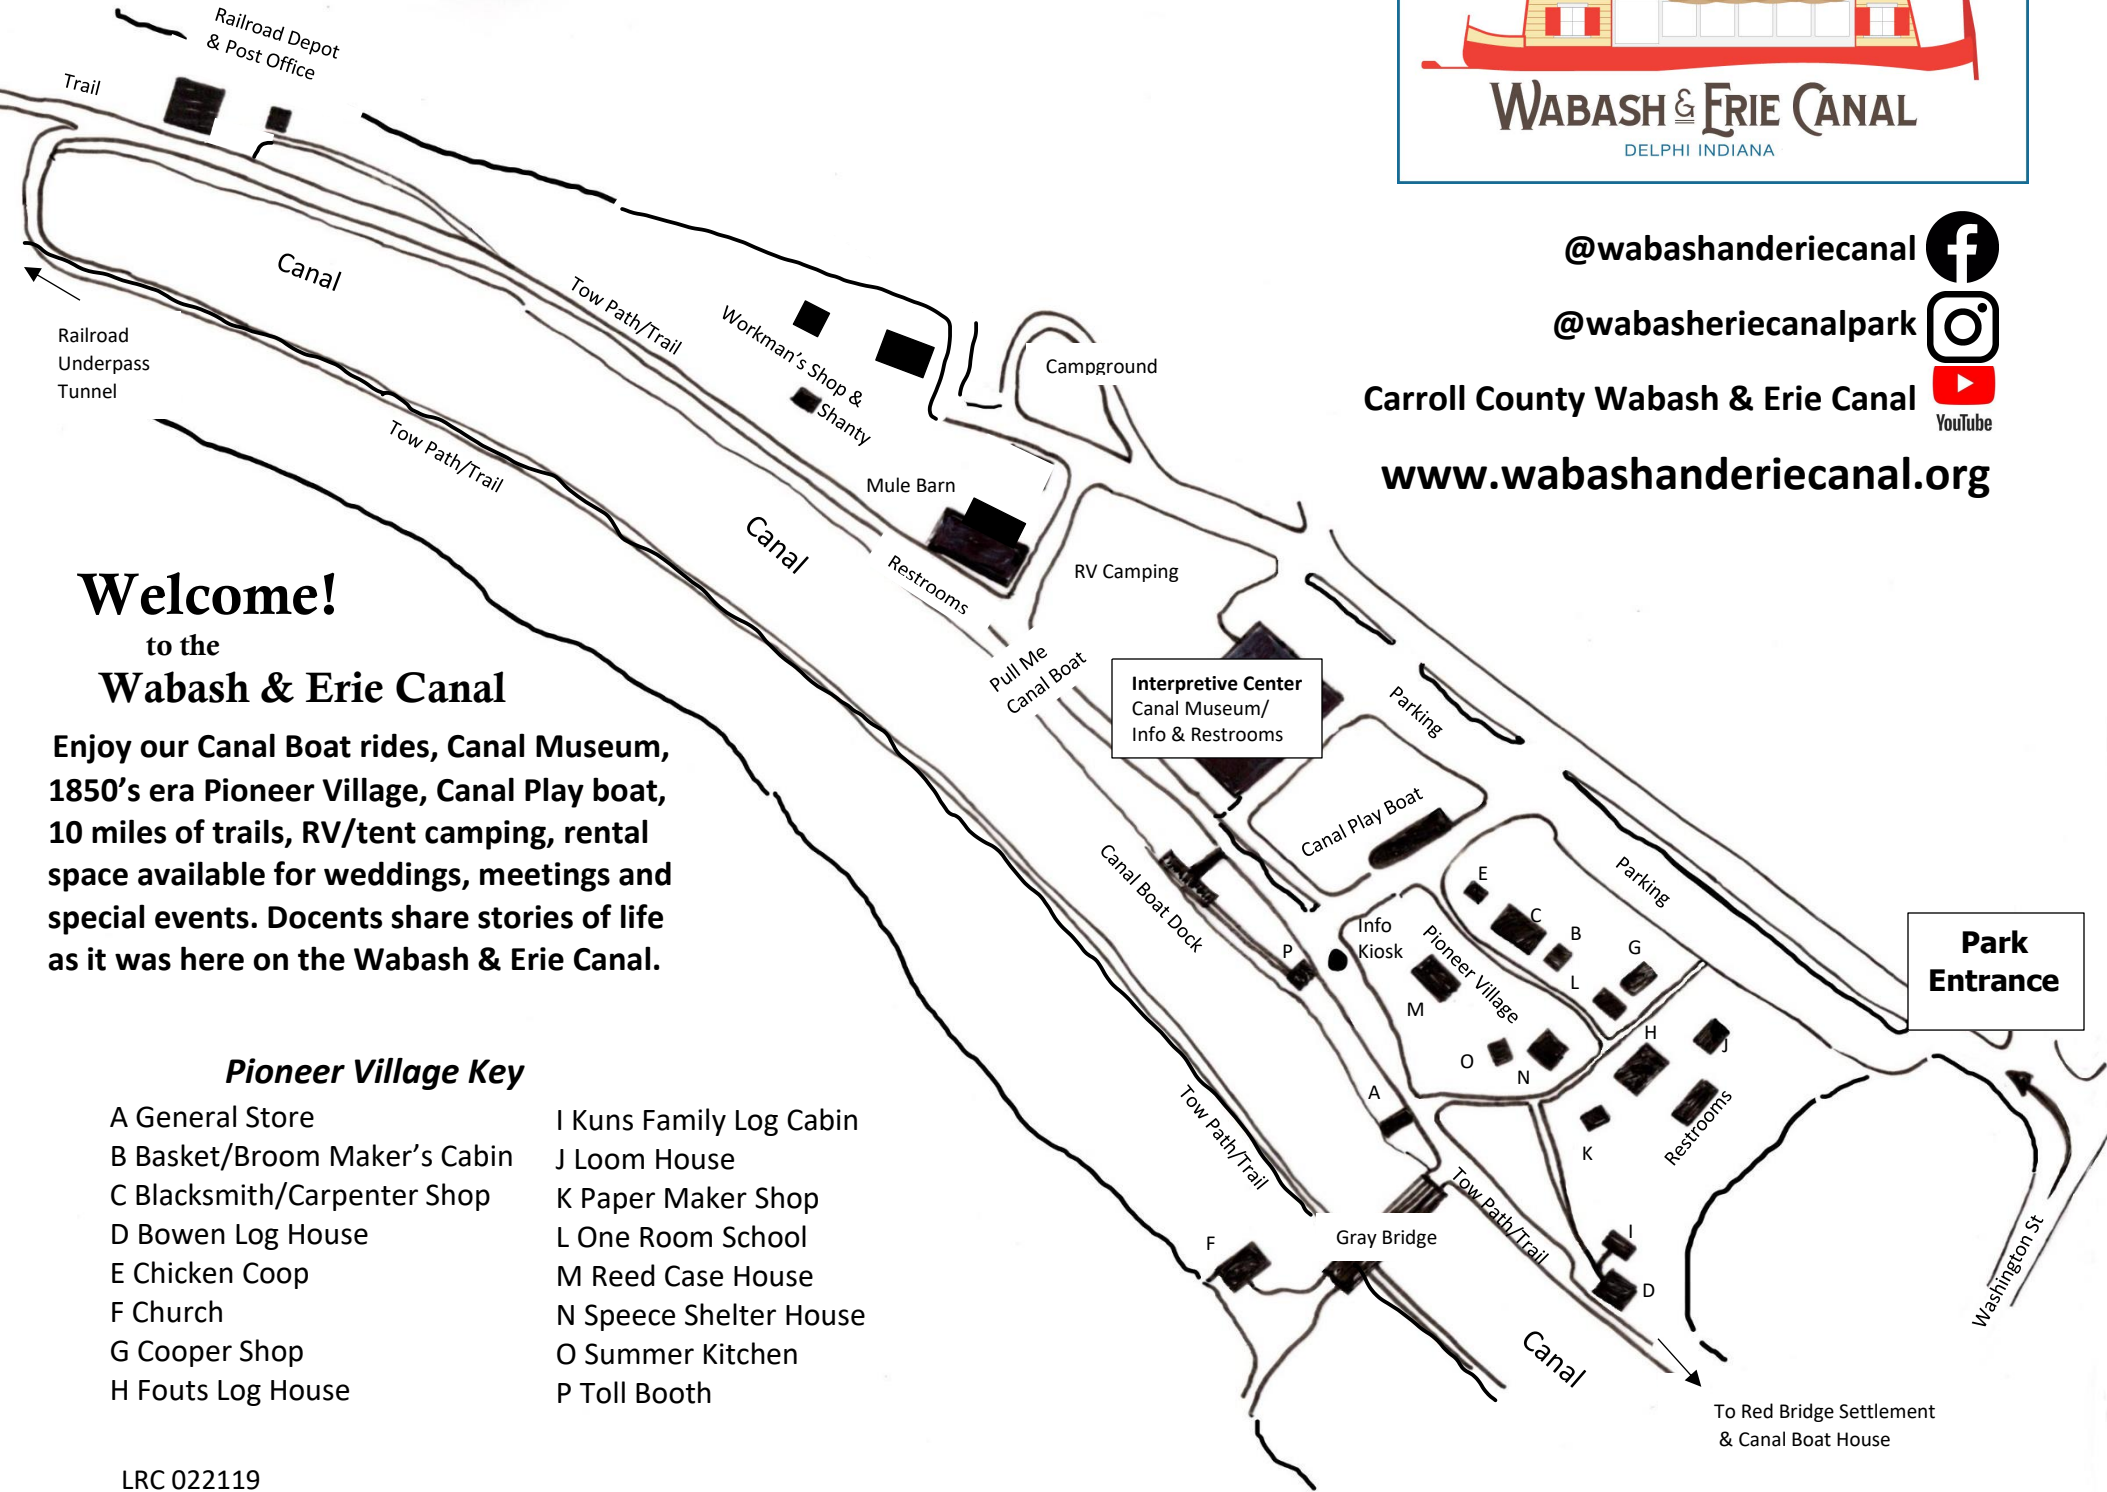 Railroad Depot
& Post Office
Trail
WABASH & ERIE CANAL
DELPHI INDIANA
@wabashanderiecanal
@wabasheriecanalpark
Carroll County Wabash & Erie Canal
YouTube
www.wabashanderiecanal.org
Canal
Railroad
Underpass
Tunnel
Tow Path/Trail
Workman's Shop &
Shanty
Campground
Tow Path/Trail
Mule Barn
Canal
Restrooms
RV Camping
Pull Me
Canal Boat
Interpretive Center
Canal Museum/
Info & Restrooms
Parking
Welcome!
to the
Wabash & Erie Canal
Enjoy our Canal Boat rides, Canal Museum,
1850's era Pioneer Village, Canal Play boat,
10 miles of trails, RV/tent camping, rental
space available for weddings, meetings and
special events. Docents share stories of life
as it was here on the Wabash & Erie Canal.
Canal Play Boat
Canal Boat Dock
Parking
E
C
B
G
L
Info
Kiosk
Pioneer Village
P
M
Park
Entrance
H
J
O
N
A
K
Restrooms
Tow Path/Trail
Tow Path/Trail
Gray Bridge
F
I
D
Washington St
Canal
To Red Bridge Settlement
& Canal Boat House
Pioneer Village Key
A General Store
B Basket/Broom Maker's Cabin
C Blacksmith/Carpenter Shop
D Bowen Log House
E Chicken Coop
F Church
G Cooper Shop
H Fouts Log House
I Kuns Family Log Cabin
J Loom House
K Paper Maker Shop
L One Room School
M Reed Case House
N Speece Shelter House
O Summer Kitchen
P Toll Booth
LRC 022119